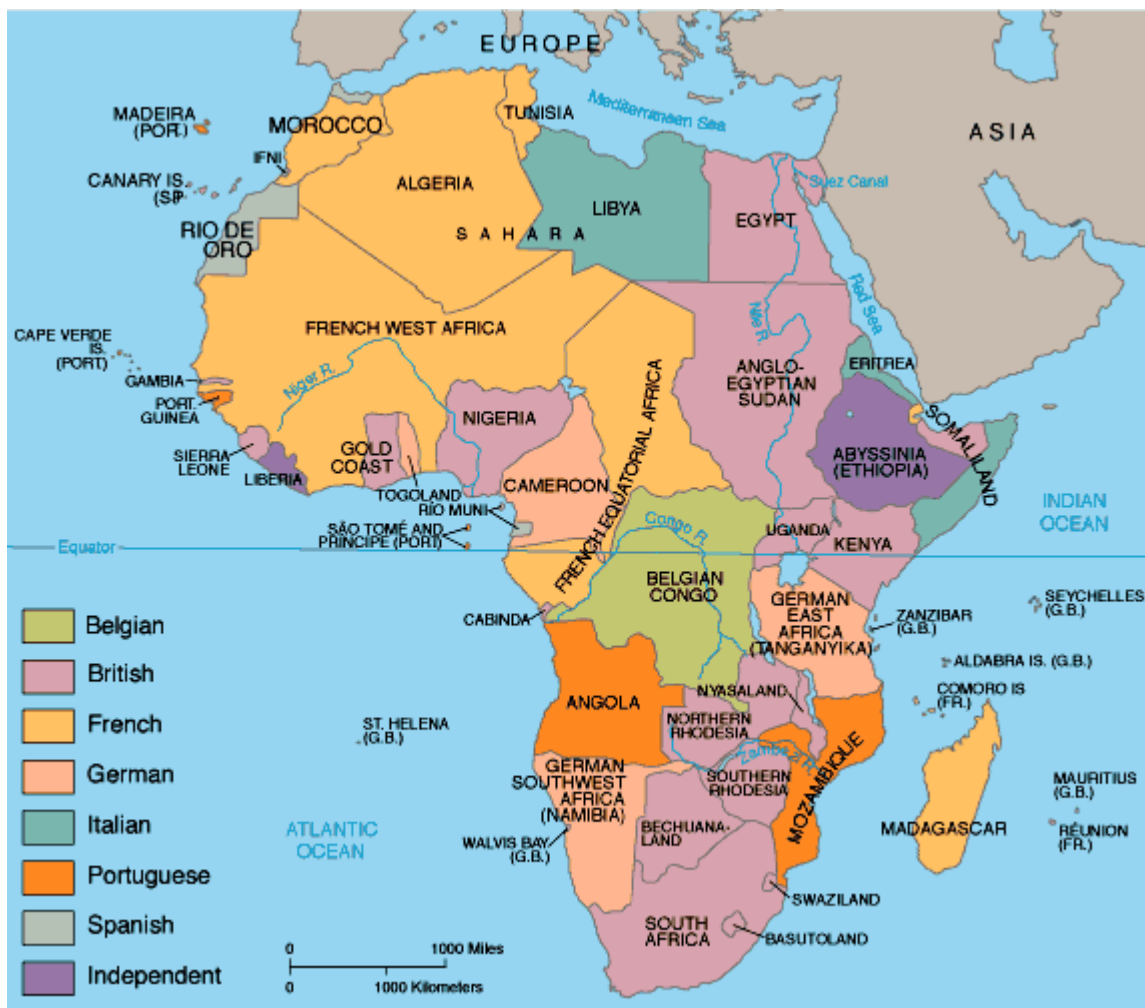 EUROPE
ASIA
Mediterranean Sea
MADEIRA
(PORT.)
MOROCCO
TUNISIA
IFNI
CANARY IS.
(SP.
ALGERIA
LIBYA
EGYPT
Suez Canal
RIO DE
ORO
SAHARA
Red Sea
Nile R.
FRENCH WEST AFRICA
CAPE VERDE
IS.
(PORT)
GAMBIA
PORT.
GUINEA
Niger R.
NIGERIA
ANGLO-
EGYPTIAN
SUDAN
ERITREA
SOMALILAND
SIERRA
LEONE
LIBERIA
GOLD
COAST
TOGOLAND
CAMEROON
FRENCH EQUATORIAL AFRICA
ABYSSINIA
(ETHIOPIA)
RÍO MUNI
SÃO TOMÉ AND
PRÍNCIPE (PORT)
Congo R.
UGANDA
KENYA
INDIAN
OCEAN
Equator
BELGIAN
CONGO
CABINDA
GERMAN
EAST
AFRICA
(TANGANYIKA)
ZANZIBAR
(G.B.)
SEYCHELLES
(G.B.)
ALDABRA IS. (G.B.)
COMORO IS
(FR.)
ANGOLA
NYASALAND
NORTHERN
RHODESIA
Zambezi R.
MOZAMBIQUE
ST. HELENA
(G.B.)
GERMAN
SOUTHWEST
AFRICA
(NAMIBIA)
SOUTHERN
RHODESIA
MAURITIUS
(G.B.)
RÉUNION
(FR.)
MADAGASCAR
ATLANTIC
OCEAN
WALVIS BAY
(G.B.)
BECHUANA-
LAND
SWAZILAND
SOUTH
AFRICA
BASUTOLAND
Belgian
British
French
German
Italian
Portuguese
Spanish
Independent
0 1000 Miles
0 1000 Kilometers